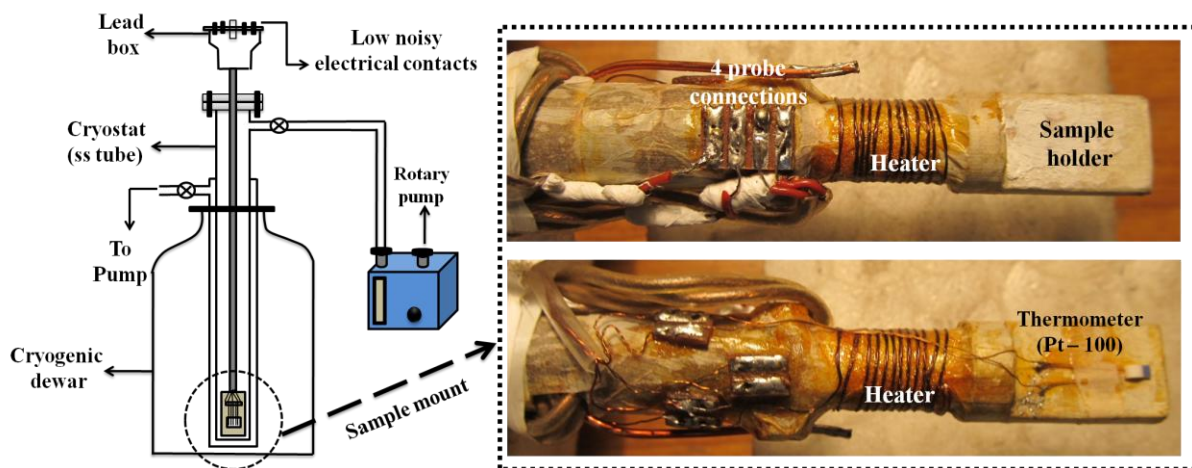 Lead
box
Low noisy
electrical contacts
Cryostat
(ss tube)
Rotary
pump
To
Pump
Cryogenic
dewar
Sample mount
4 probe
connections
Heater
Sample
holder
Thermometer
(Pt – 100)
Heater